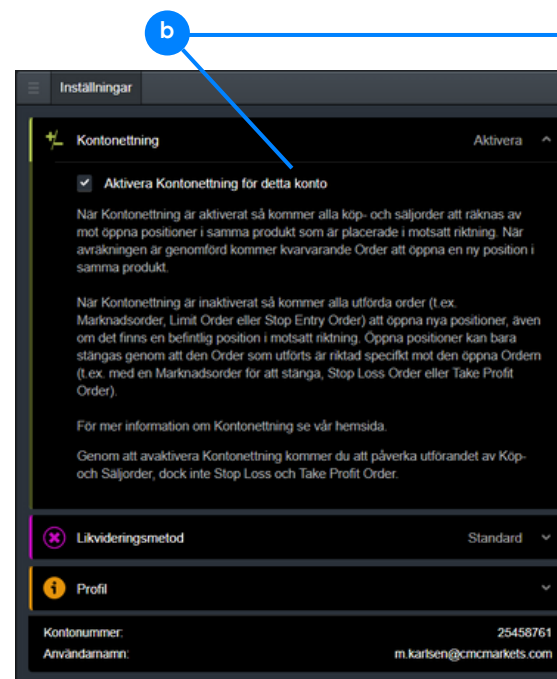 b
Inställningar
Kontonettning Aktivera
Aktivera Kontonettning för detta konto
När Kontonettning är aktiverat så kommer alla köp- och säljorder att räknas av
mot öppna positioner i samma produkt som är placerade i motsatt riktning. När
avräkningen är genomförd kommer kvarvarande Order att öppna en ny position i
samma produkt.
När Kontonettning är inaktiverat så kommer alla utförda order (t.ex.
Marknadsorder, Limit Order eller Stop Entry Order) att öppna nya positioner, även
om det finns en befintlig position i motsatt riktning. Öppna positioner kan bara
stängas genom att den Order som utförts är riktad specifikt mot den öppna Ordern
(t.ex. med en Marknadsorder för att stänga, Stop Loss Order eller Take Profit
Order).
För mer information om Kontonettning se vår hemsida.
Genom att avaktivera Kontonettning kommer du att påverka utförandet av Köp-
och Säljorder, dock inte Stop Loss och Take Profit Order.
Likvideringsmetod Standard
Profil
Kontonummer: 25458761
Användarnamn: m.karlsen@cmcmarkets.com